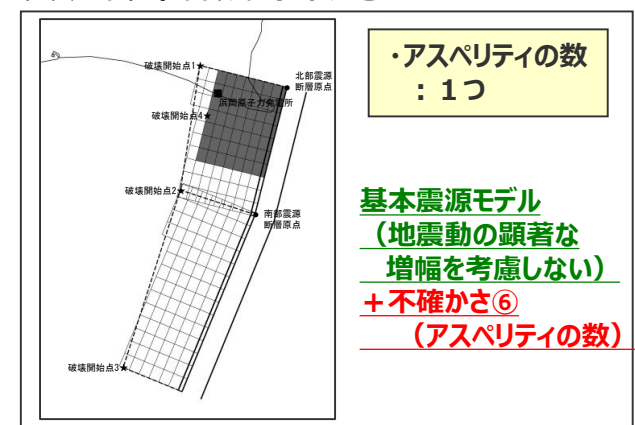 破壊開始点1★
北部震源
断層原点
浜岡原子力発電所
破壊開始点4★
破壊開始点2★
南部震源
断層原点
破壊開始点3★
・アスペリティの数
：１つ
基本震源モデル
（地震動の顕著な
増幅を考慮しない）
＋不確かさ⑥
（アスペリティの数）